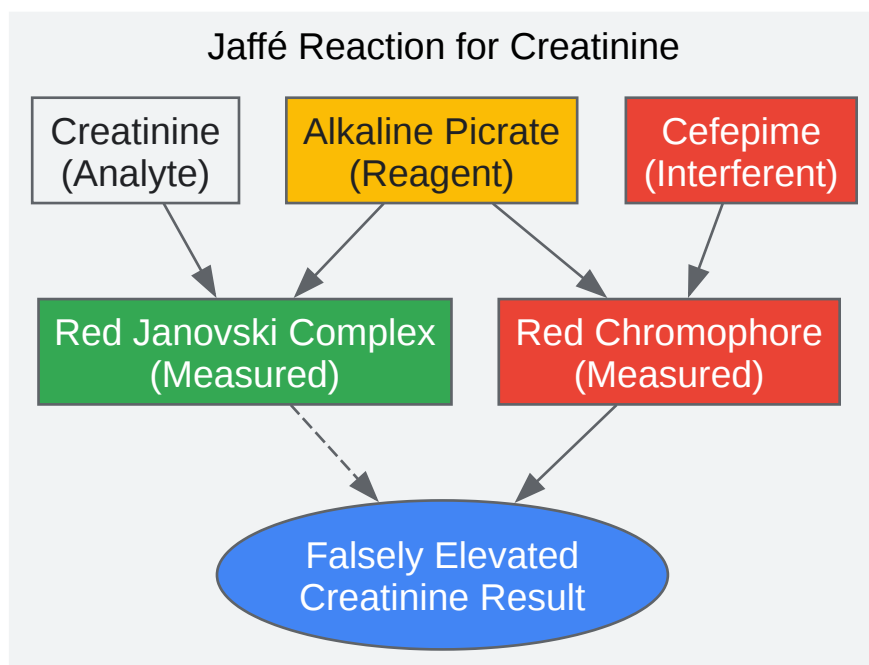 Jaffé Reaction for Creatinine
Creatinine
(Analyte)
Alkaline Picrate
(Reagent)
Cefepime
(Interferent)
Red Janovski Complex
(Measured)
Red Chromophore
(Measured)
Falsely Elevated
Creatinine Result